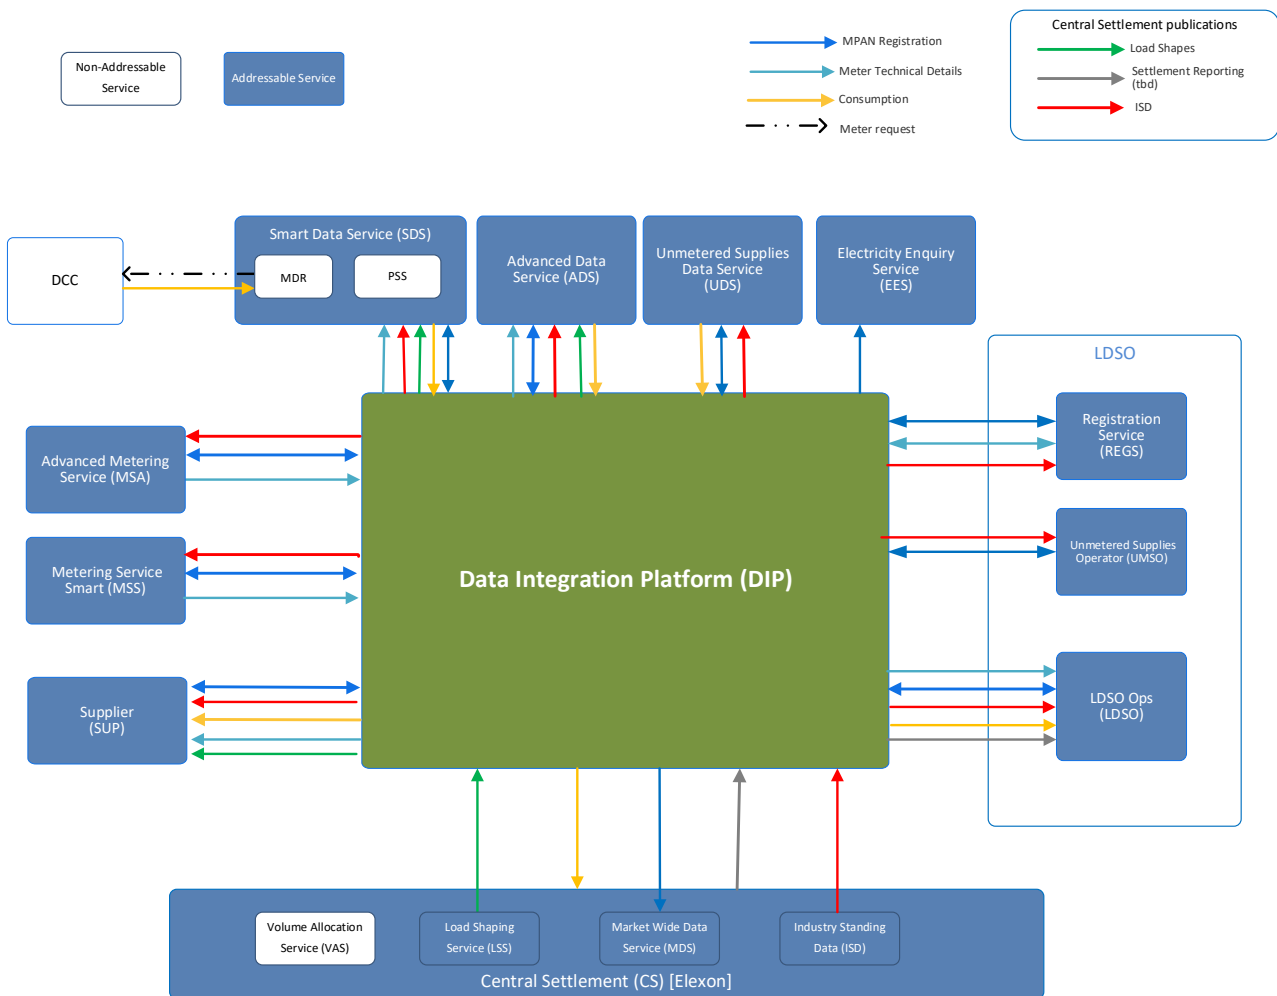 Non-Addressable
Service
Addressable Service
MPAN Registration
Meter Technical Details
Consumption
Meter request
Central Settlement publications
Load Shapes
Settlement Reporting
(tbd)
ISD
DCC
Smart Data Service (SDS)
MDR
PSS
Advanced Data
Service (ADS)
Unmetered Supplies
Data Service
(UDS)
Electricity Enquiry
Service
(EES)
LDSO
Registration
Service
(REGS)
Advanced Metering
Service (MSA)
Unmetered Supplies
Operator (UMSO)
Metering Service
Smart (MSS)
Data Integration Platform (DIP)
Supplier
(SUP)
LDSO Ops
(LDSO)
Volume Allocation
Service (VAS)
Load Shaping
Service (LSS)
Market Wide Data
Service (MDS)
Industry Standing
Data (ISD)
Central Settlement (CS) [Elexon]